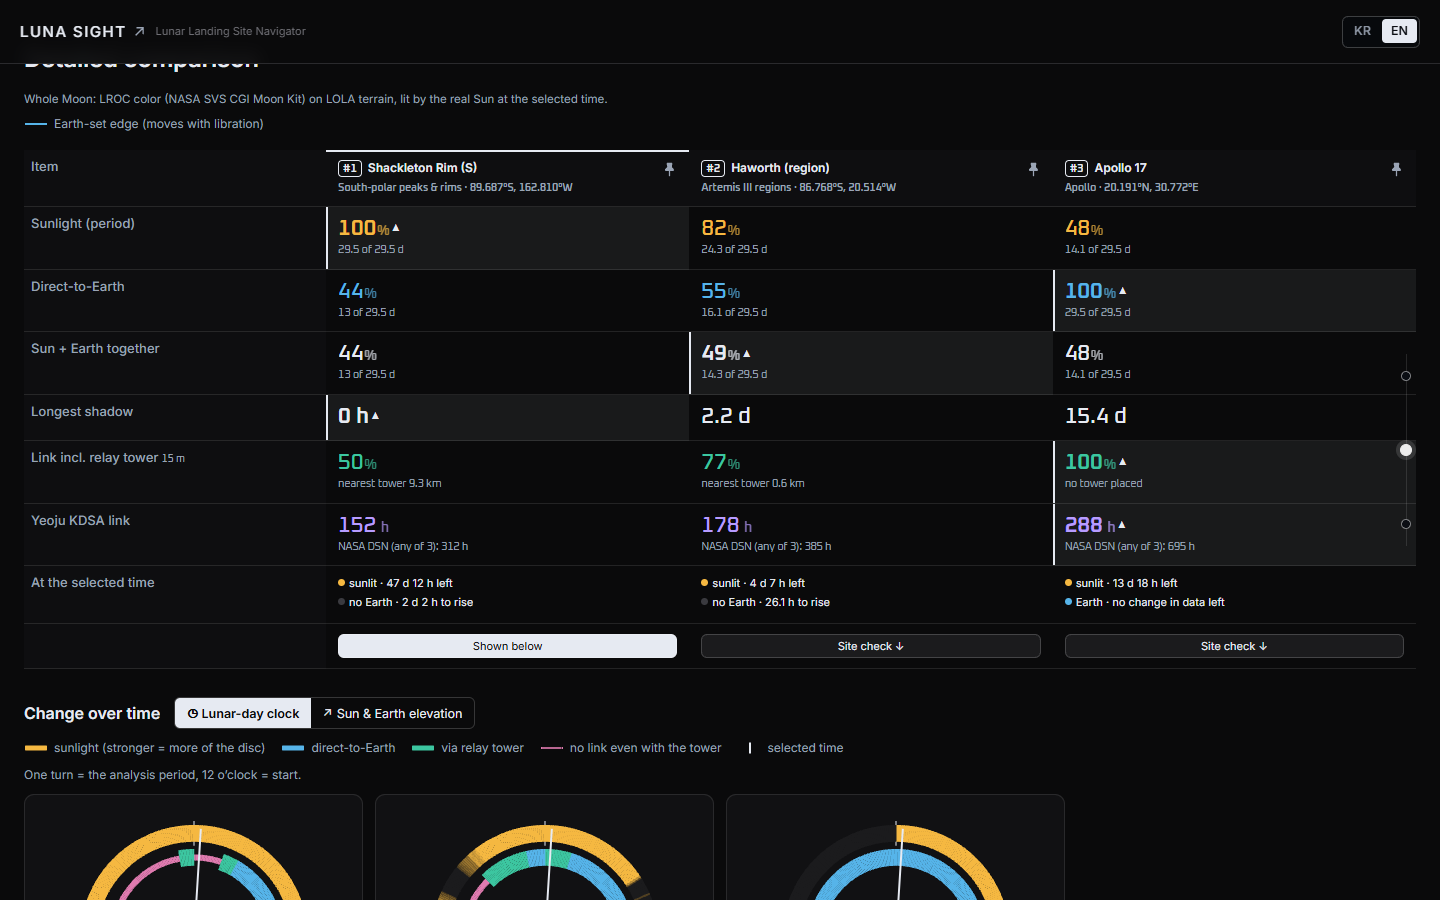 LUNA SIGHT ↗ Lunar Landing Site Navigator
KR EN
Detailed comparison
Whole Moon: LROC color (NASA SVS CGI Moon Kit) on LOLA terrain, lit by the real Sun at the selected time.
Earth-set edge (moves with libration)
Item
#1 Shackleton Rim (S)
South-polar peaks & rims · 89.687°S, 162.810°W
#2 Haworth (region)
Artemis III regions · 86.768°S, 20.514°W
#3 Apollo 17
Apollo · 20.191°N, 30.772°E
Sunlight (period)
100% ▲
29.5 of 29.5 d
82%
24.3 of 29.5 d
48%
14.1 of 29.5 d
Direct-to-Earth
44%
13 of 29.5 d
55%
16.1 of 29.5 d
100% ▲
29.5 of 29.5 d
Sun + Earth together
44%
13 of 29.5 d
49% ▲
14.3 of 29.5 d
48%
14.1 of 29.5 d
Longest shadow
0 h ▲
2.2 d
15.4 d
Link incl. relay tower 15 m
50%
nearest tower 9.3 km
77%
nearest tower 0.6 km
100% ▲
no tower placed
Yeoju KDSA link
152 h
NASA DSN (any of 3): 312 h
178 h
NASA DSN (any of 3): 385 h
288 h ▲
NASA DSN (any of 3): 695 h
At the selected time
sunlit · 47 d 12 h left
no Earth · 2 d 2 h to rise
sunlit · 4 d 7 h left
no Earth · 26.1 h to rise
sunlit · 13 d 18 h left
Earth · no change in data left
Shown below
Site check ↓
Site check ↓
Change over time
Lunar-day clock
↗ Sun & Earth elevation
sunlight (stronger = more of the disc)
direct-to-Earth
via relay tower
no link even with the tower
selected time
One turn = the analysis period, 12 o'clock = start.